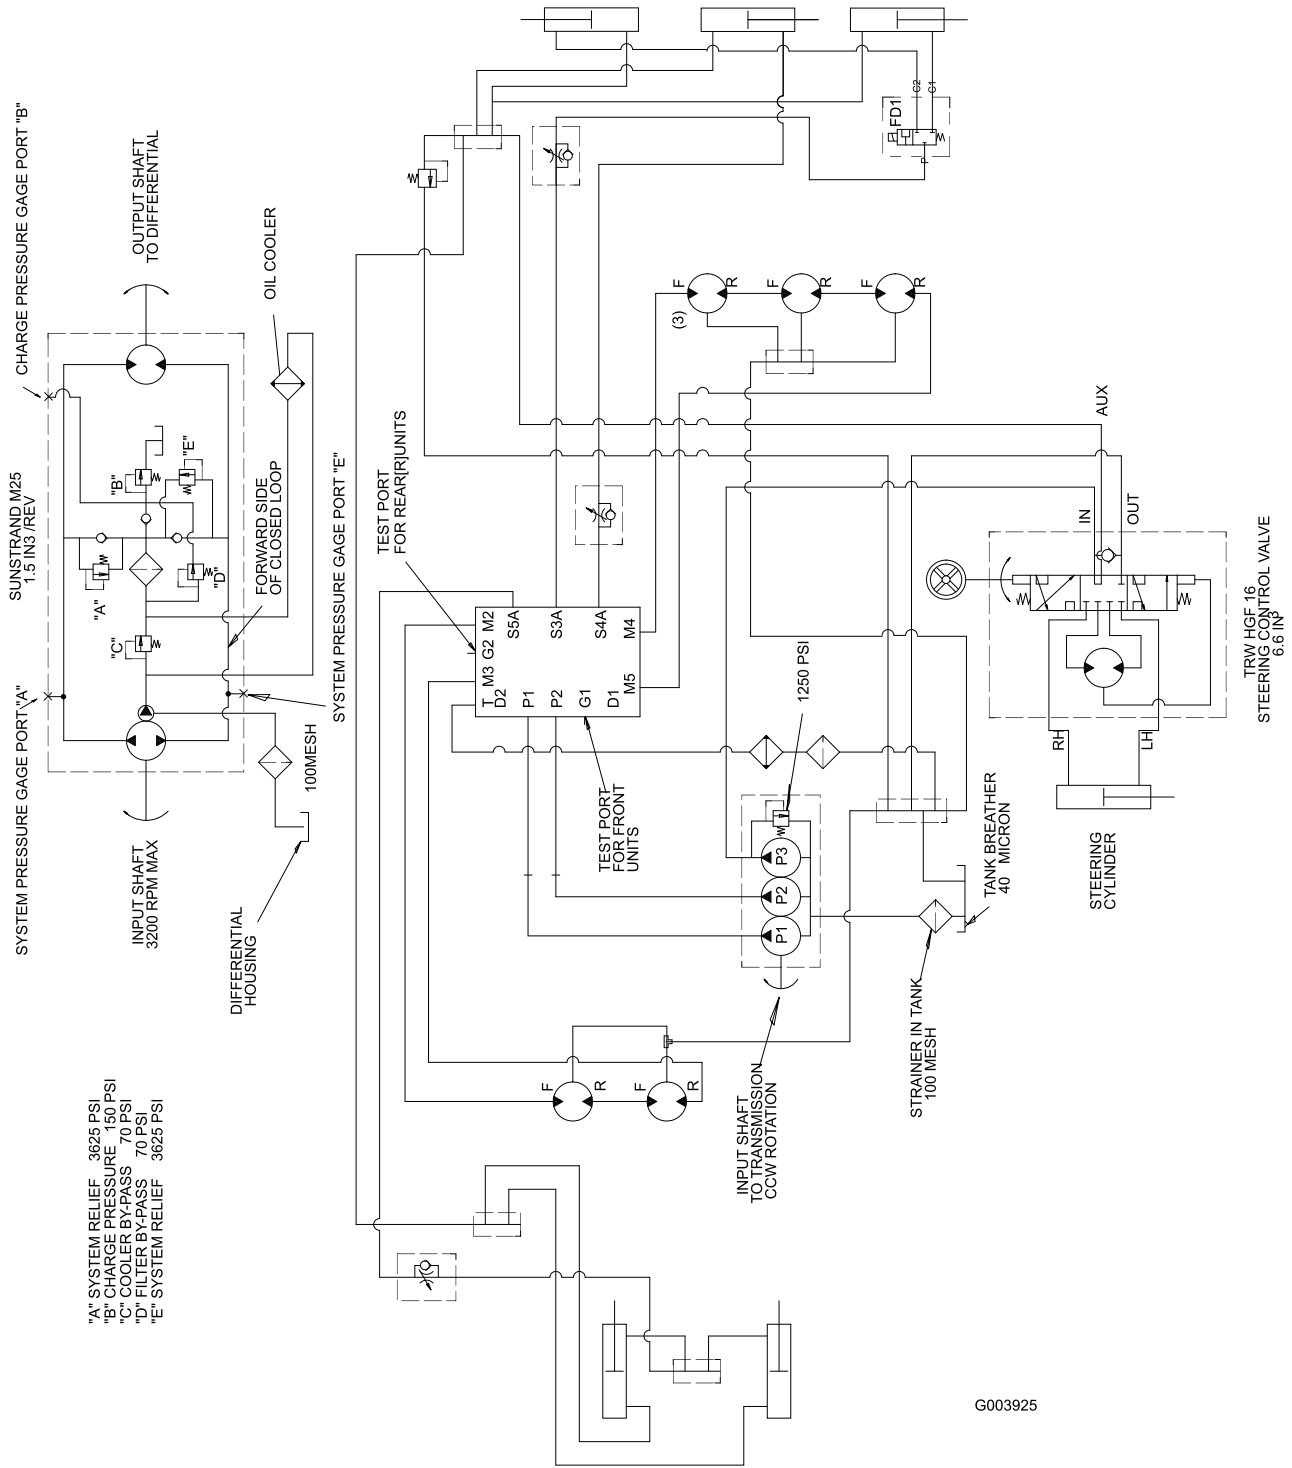 SUNSTRAND M25
1.5 IN3 /REV
SYSTEM PRESSURE GAGE PORT "A"
CHARGE PRESSURE GAGE PORT "B"
OUTPUT SHAFT
TO DIFFERENTIAL
OIL COOLER
"A"
"B"
"C"
"D"
"E"
FORWARD SIDE
OF CLOSED LOOP
SYSTEM PRESSURE GAGE PORT "E"
100MESH
INPUT SHAFT
3200 RPM MAX
DIFFERENTIAL
HOUSING
"A" SYSTEM RELIEF 3625 PSI
"B" CHARGE PRESSURE 150 PSI
"C" COOLER BY-PASS 70 PSI
"D" FILTER BY-PASS 70 PSI
"E" SYSTEM RELIEF 3625 PSI
TEST PORT
FOR REAR[R]UNITS
M3 G2 M2
T
D2
S5A
P1
P2
S3A
G1
S4A
D1
M5
M4
TEST PORT
FOR FRONT
UNITS
1250 PSI
P1
P2
P3
INPUT SHAFT
TO TRANSMISSION
CCW ROTATION
STRAINER IN TANK
100 MESH
TANK BREATHER
40 MICRON
F
R
F
R
(3)
F
R
F
R
F
R
FD1
C2
C1
P
AUX
IN
OUT
RH
LH
STEERING
CYLINDER
TRW HGF 16
STEERING CONTROL VALVE
6.6 IN3
G003925